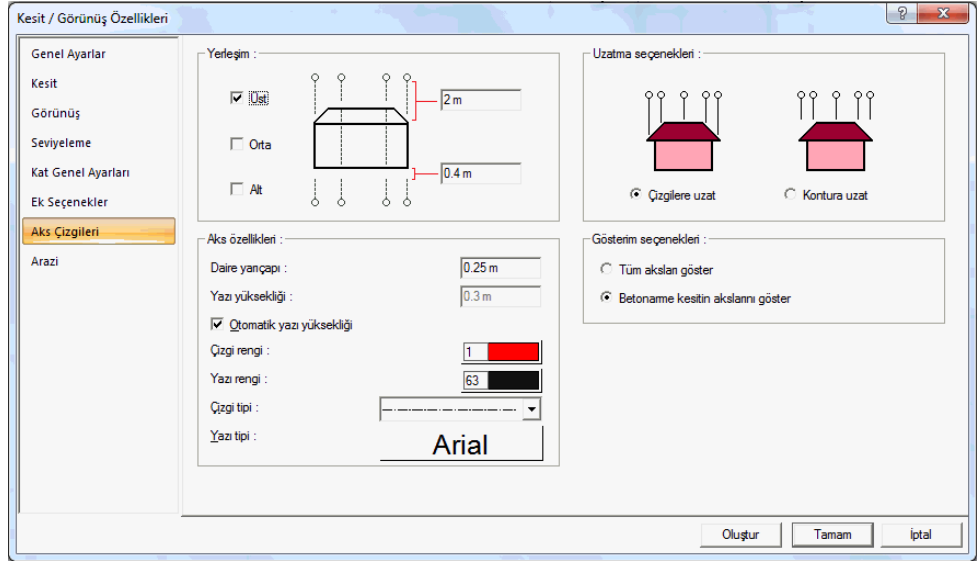 Kesit / Görünüş Özellikleri
?
Genel Ayarlar
Kesit
Görünüş
Seviyeleme
Kat Genel Ayarları
Ek Seçenekler
Aks Çizgileri
Arazi
Yerleşim :
Üst
2 m
Orta
0.4 m
Alt
Uzatma seçenekleri :
Çizgilere uzat
Kontura uzat
Aks özellikleri :
Daire yarıçapı :
0.25 m
Yazı yüksekliği :
0.3 m
Otomatik yazı yüksekliği
Çizgi rengi :
1
Yazı rengi :
63
Çizgi tipi :
Yazı tipi :
Arial
Gösterim seçenekleri :
Tüm aksları göster
Betonarme kesitin akslarını göster
Oluştur
Tamam
İptal